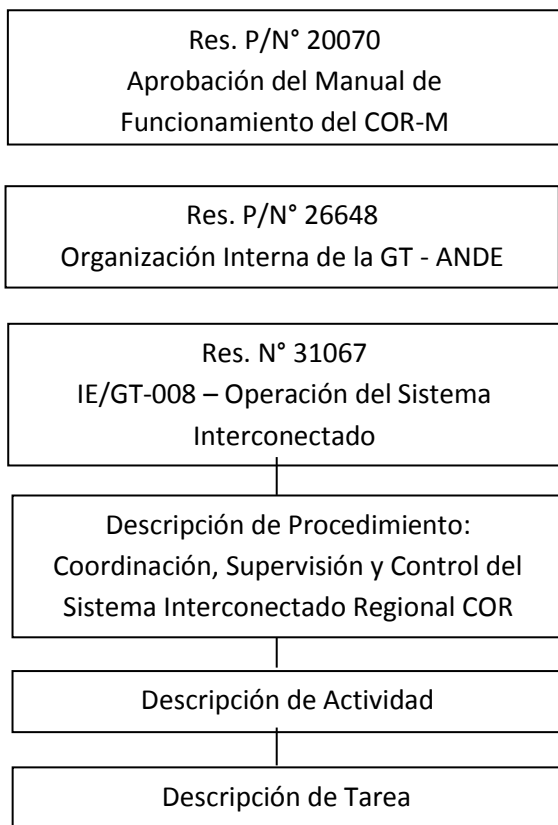 Res. P/N° 20070
Aprobación del Manual de
Funcionamiento del COR-M
Res. P/N° 26648
Organización Interna de la GT - ANDE
Res. N° 31067
IE/GT-008 – Operación del Sistema
Interconectado
Descripción de Procedimiento:
Coordinación, Supervisión y Control del
Sistema Interconectado Regional COR
Descripción de Actividad
Descripción de Tarea